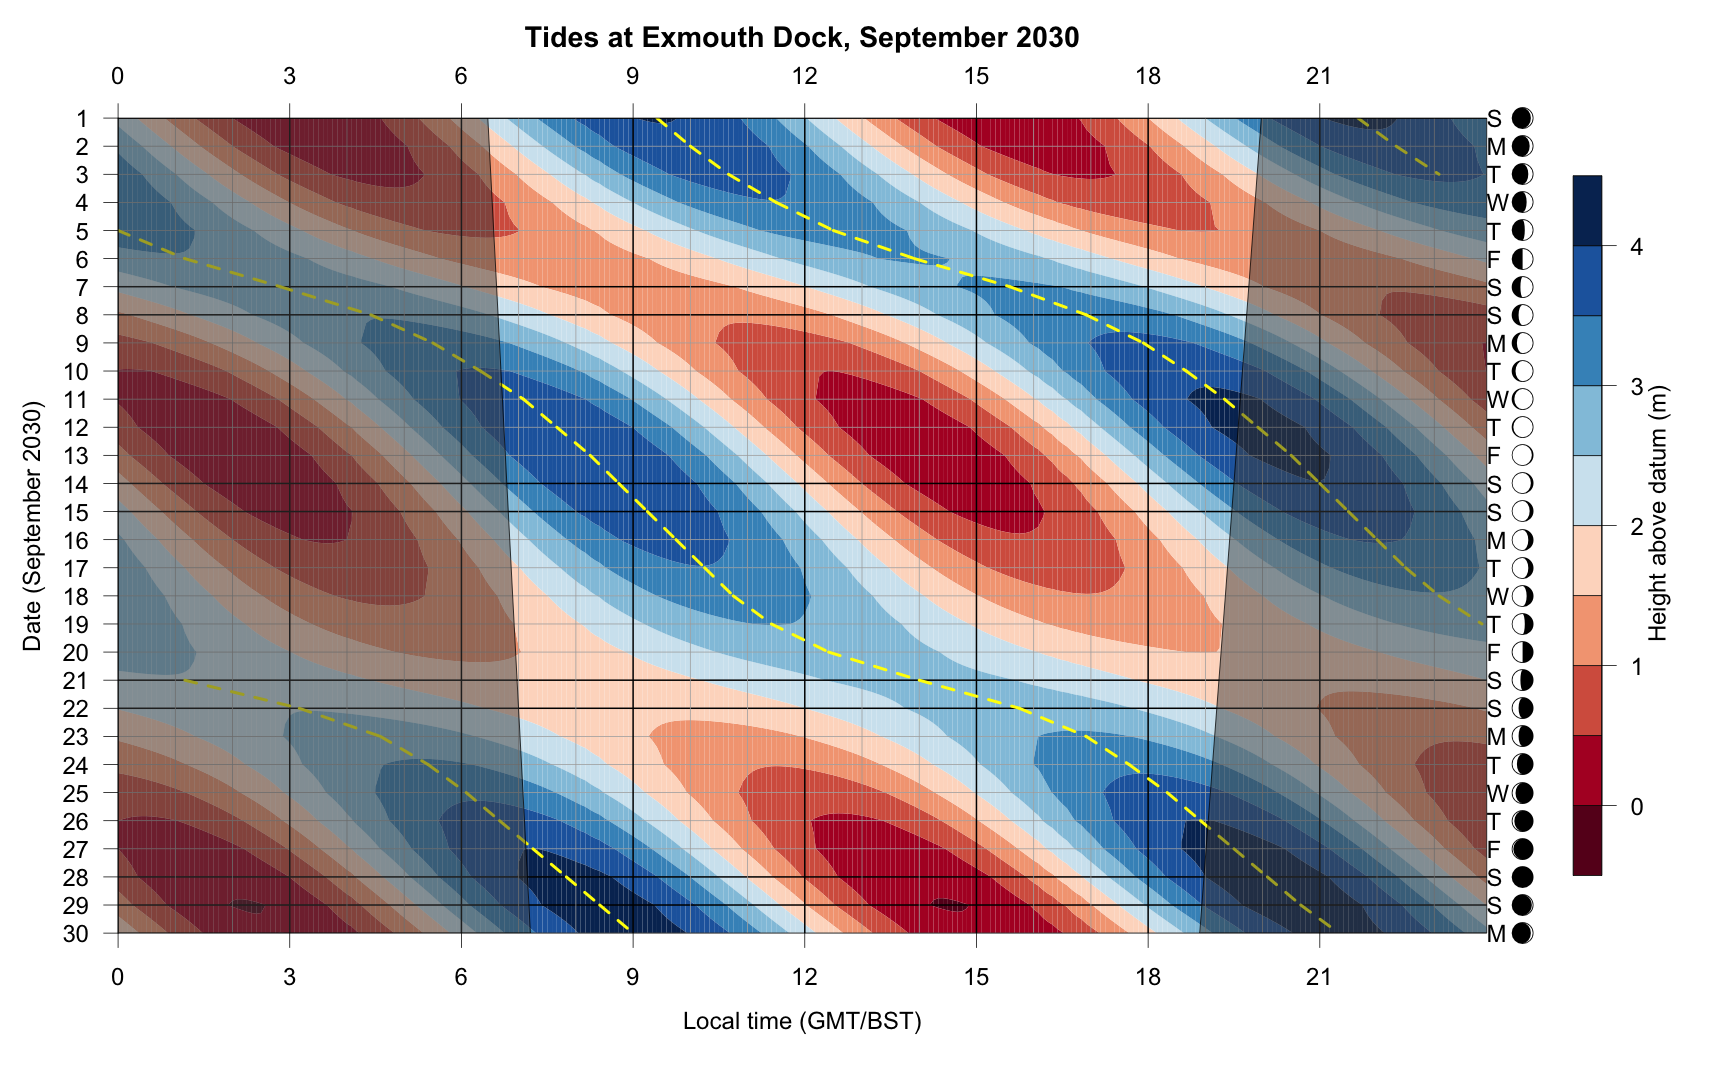 Tides at Exmouth Dock, September 2030
0 3 6 9 12 15 18 21
1 S
2 M
3 T
4 W
5 T
6 F
7 S
8 S
9 M
10 T
11 W
12 T
13 F
14 S
15 S
16 M
17 T
18 W
19 T
20 F
21 S
22 S
23 M
24 T
25 W
26 T
27 F
28 S
29 S
30 M
Date (September 2030)
0 3 6 9 12 15 18 21
Local time (GMT/BST)
4
3
2
1
0
Height above datum (m)